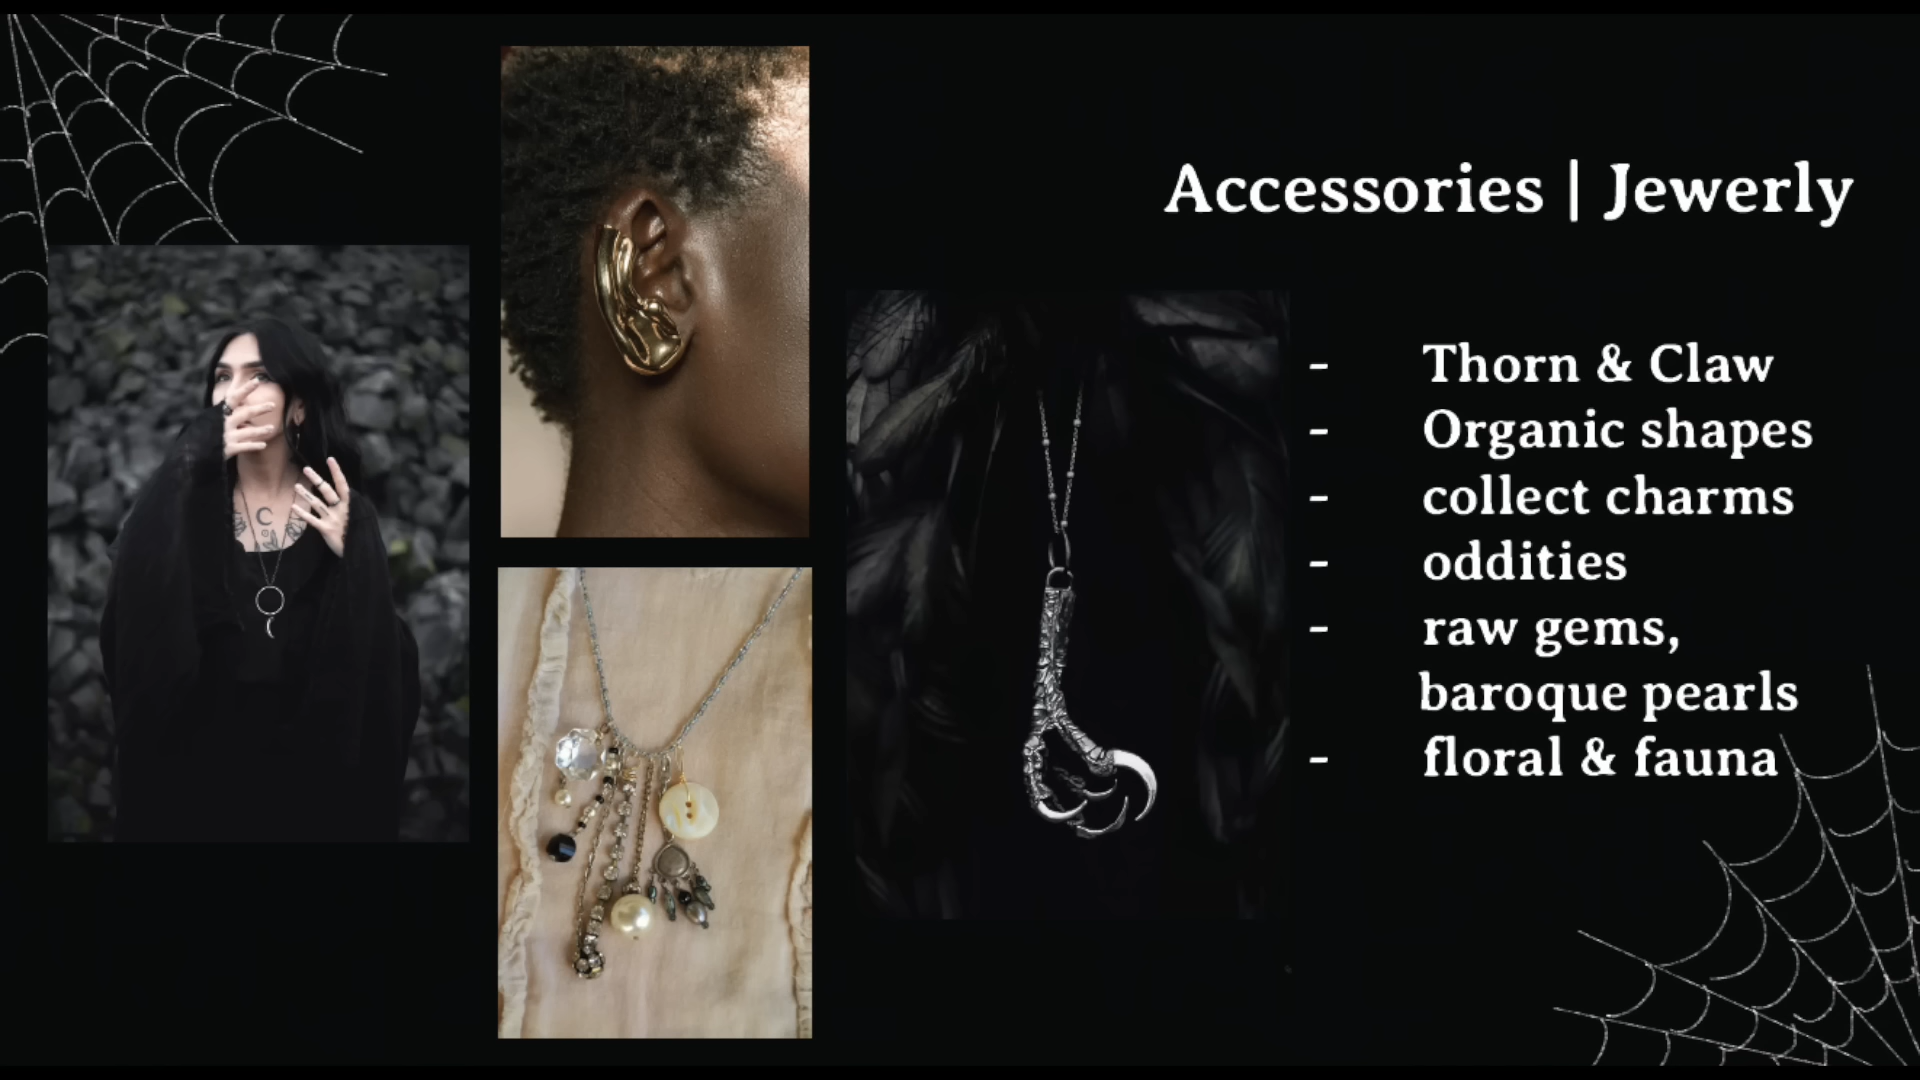 Accessories | Jewerly
- Thorn & Claw
- Organic shapes
- collect charms
- oddities
- raw gems,
baroque pearls
- floral & fauna